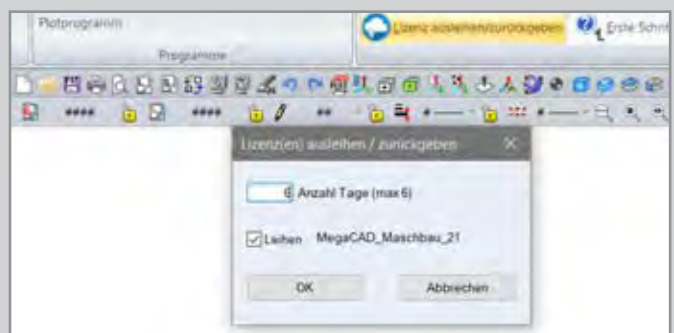 Plotprogramm
Programme
Lizenz ausleihen/zurückgeben
Erste Schrit
####
####
##
Lizenz(en) ausleihen / zurückgeben
6 Anzahl Tage (max 6)
Leihen MegaCAD_Maschbau_21
OK
Abbrechen